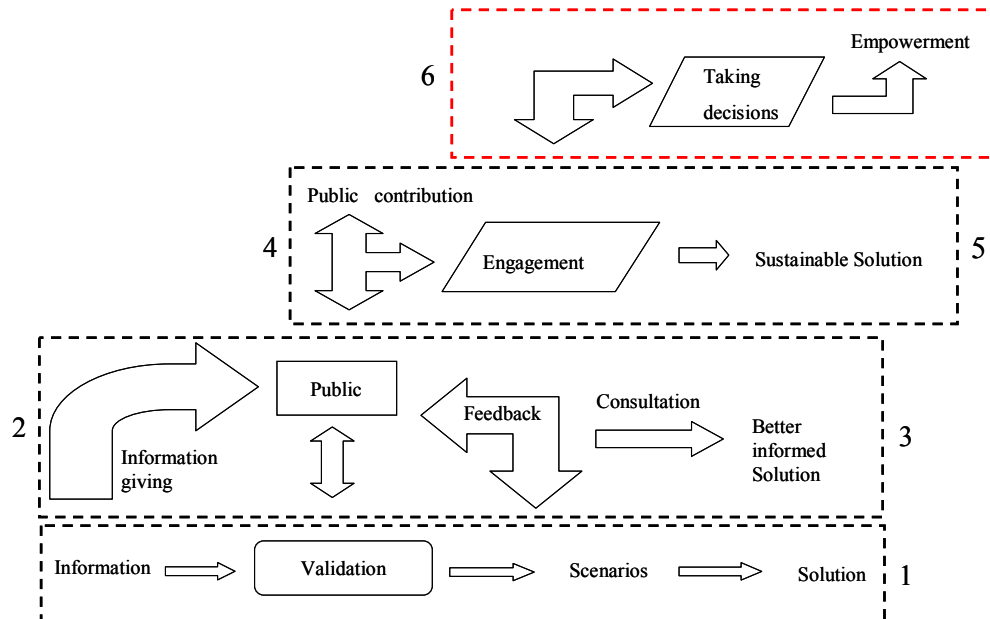 Empowerment
6
Taking
decisions
Public contribution
4
5
Engagement
Sustainable Solution
Public
2
Feedback
Consultation
3
Better
informed
Solution
Information
giving
Information
Validation
Scenarios
Solution
1